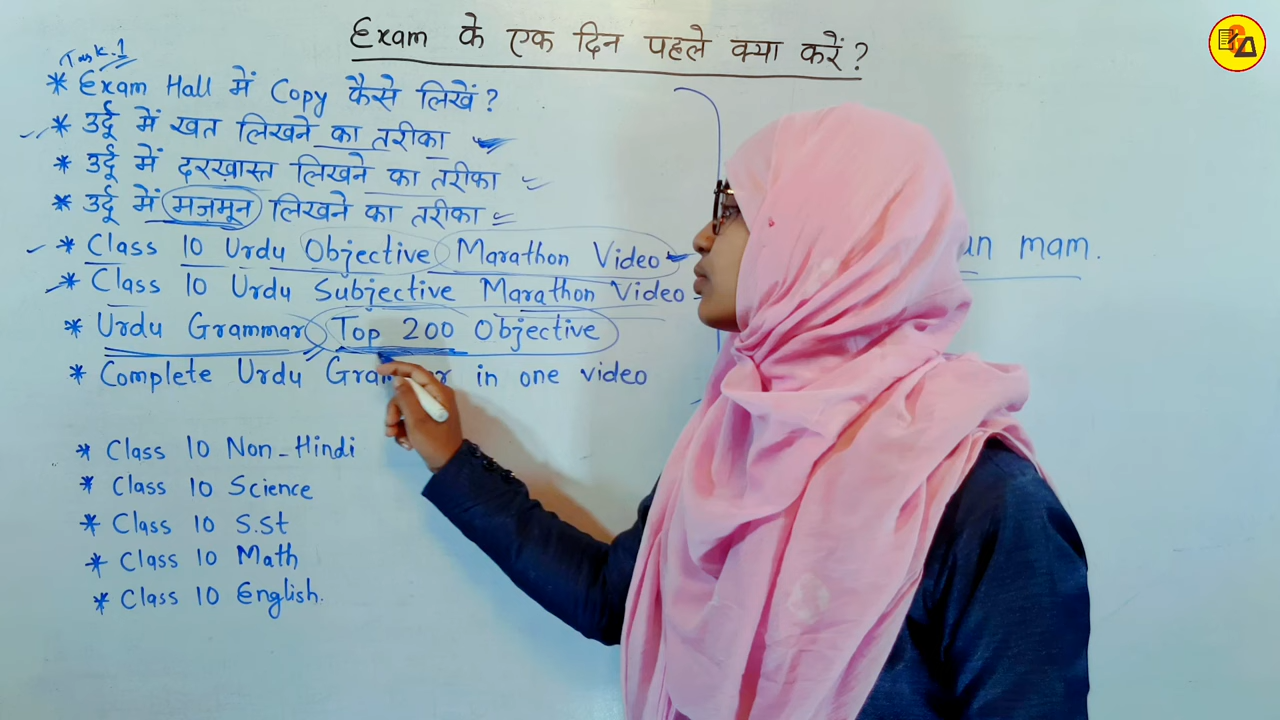 Exam के एक दिन पहले क्या करें?
Task.1
* Exam Hall में Copy कैसे लिखें?
* उर्दू में खत लिखने का तरीका
* उर्दू में दरख़ास्त लिखने का तरीका
* उर्दू में मज़मून लिखने का तरीका
* Class 10 Urdu Objective Marathon Video
* Class 10 Urdu Subjective Marathon Video
mam.
* Urdu Grammar Top 200 Objective
* Complete Urdu Grammar in one video
* Class 10 Non-Hindi
* Class 10 Science
* Class 10 S.St
* Class 10 Math
* Class 10 English.